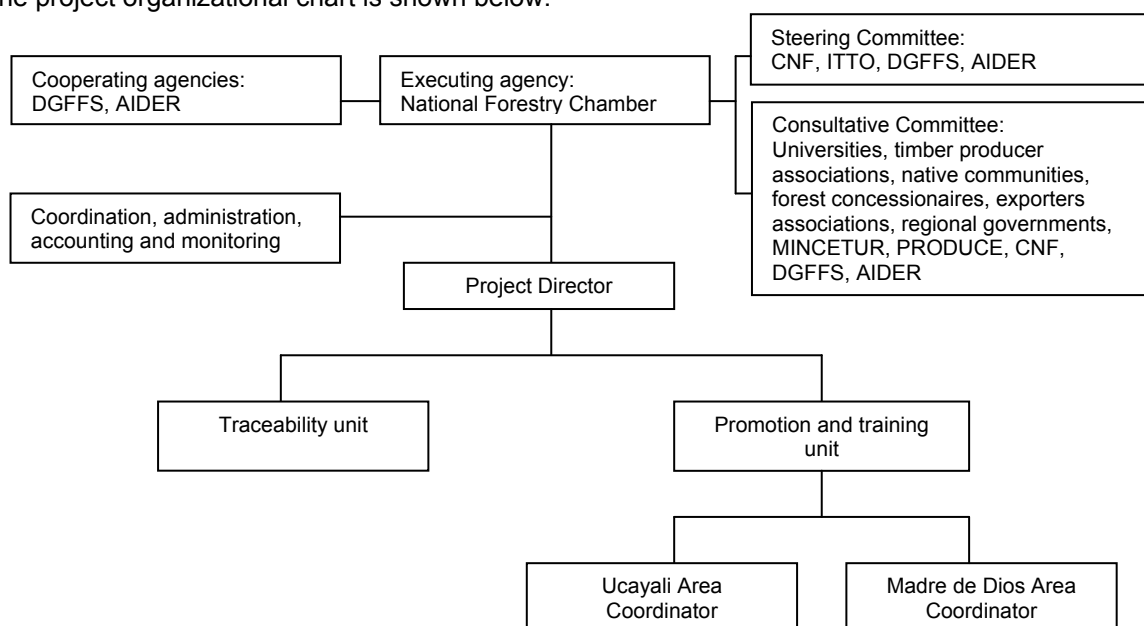 The project organizational chart is shown below:
Cooperating agencies:
DGFFS, AIDER
Executing agency:
National Forestry Chamber
Steering Committee:
CNF, ITTO, DGFFS, AIDER
Consultative Committee:
Universities, timber producer
associations, native communities,
forest concessionaires, exporters
associations, regional governments,
MINCETUR, PRODUCE, CNF,
DGFFS, AIDER
Coordination, administration,
accounting and monitoring
Project Director
Traceability unit
Promotion and training
unit
Ucayali Area
Coordinator
Madre de Dios Area
Coordinator